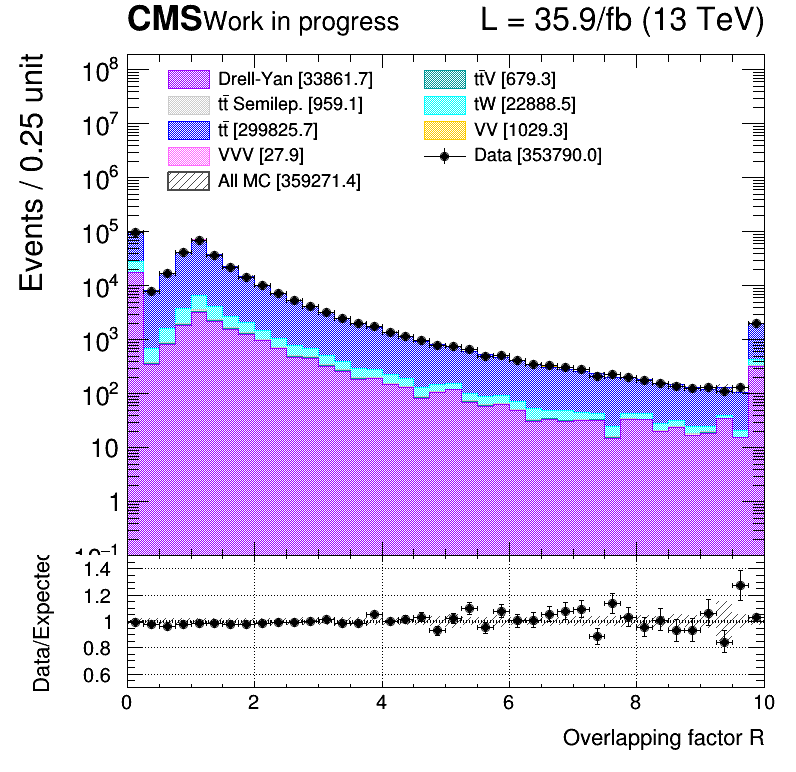 CMS Work in progress L = 35.9/fb (13 TeV)
Events / 0.25 unit
10⁸
10⁷
10⁶
10⁵
10⁴
10³
10²
10
1
10⁻¹
Drell-Yan [33861.7]
tt̄ Semilep. [959.1]
tt̄ [299825.7]
VVV [27.9]
All MC [359271.4]
tt̄V [679.3]
tW [22888.5]
VV [1029.3]
Data [353790.0]
Data/Expected
1.4
1.2
1
0.8
0.6
0 2 4 6 8 10
Overlapping factor R